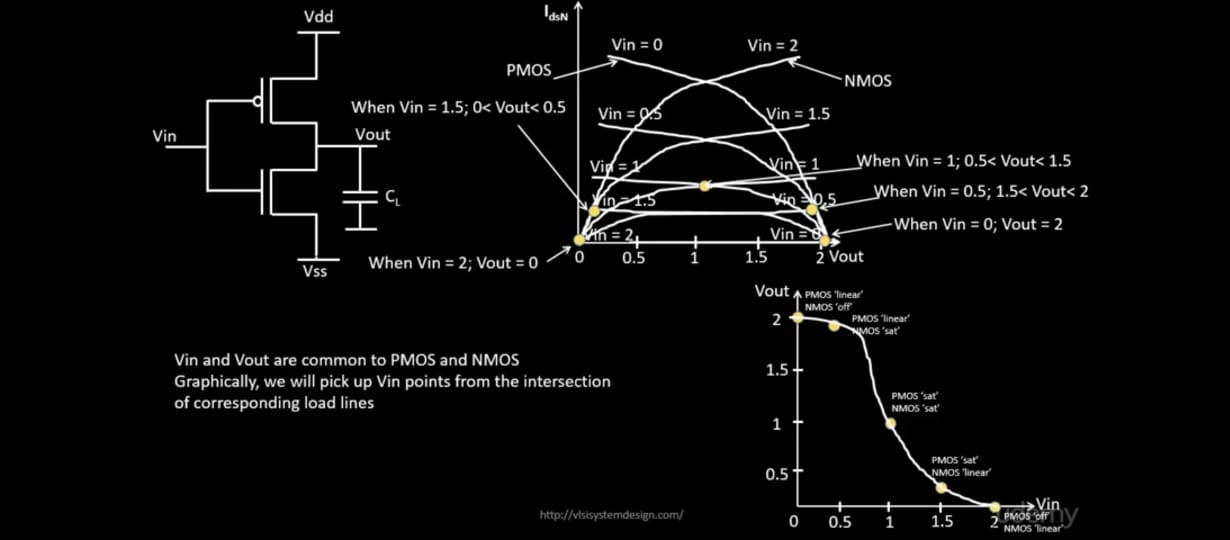 Vdd
Vin
Vout
C_L
Vss
I_dsN
Vin = 0
Vin = 2
PMOS
NMOS
When Vin = 1.5; 0< Vout< 0.5
Vin = 0.5
Vin = 1.5
Vin = 1
Vin = 1
When Vin = 1; 0.5< Vout< 1.5
Vin = 1.5
Vin = 0.5
When Vin = 0.5; 1.5< Vout< 2
Vin = 2
Vin = 0
When Vin = 0; Vout = 2
When Vin = 2; Vout = 0
0 0.5 1 1.5 2 Vout
Vin and Vout are common to PMOS and NMOS
Graphically, we will pick up Vin points from the intersection
of corresponding load lines
Vout
PMOS 'linear'
NMOS 'off'
2
PMOS 'linear'
NMOS 'sat'
1.5
PMOS 'sat'
NMOS 'sat'
1
PMOS 'sat'
NMOS 'linear'
0.5
Vin
0 0.5 1 1.5 2
PMOS 'off'
NMOS 'linear'
http://vlsisystemdesign.com/